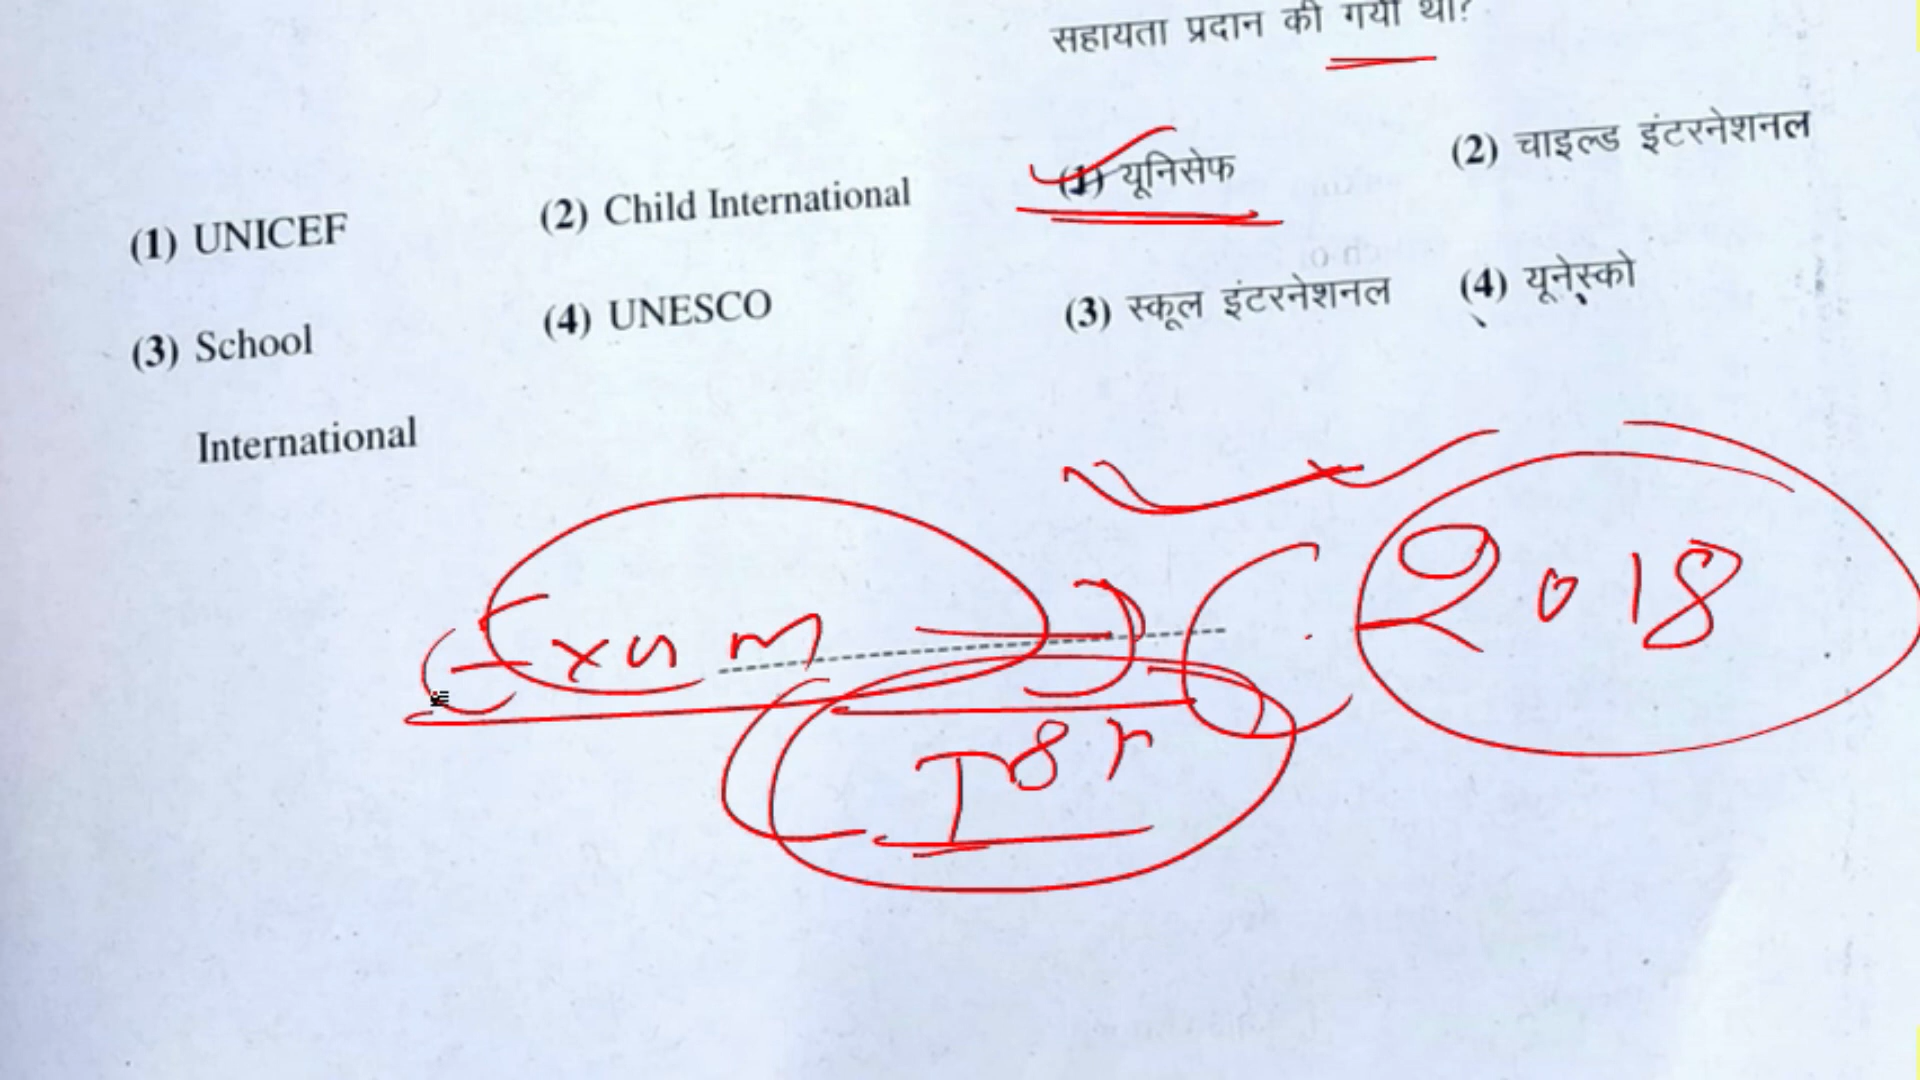 सहायता प्रदान की गयी थी?
(1) UNICEF
(2) Child International
(3) School
International
(4) UNESCO
(1) यूनिसेफ
(2) चाइल्ड इंटरनेशनल
(3) स्कूल इंटरनेशनल
(4) यूनेस्को
Exam
2018